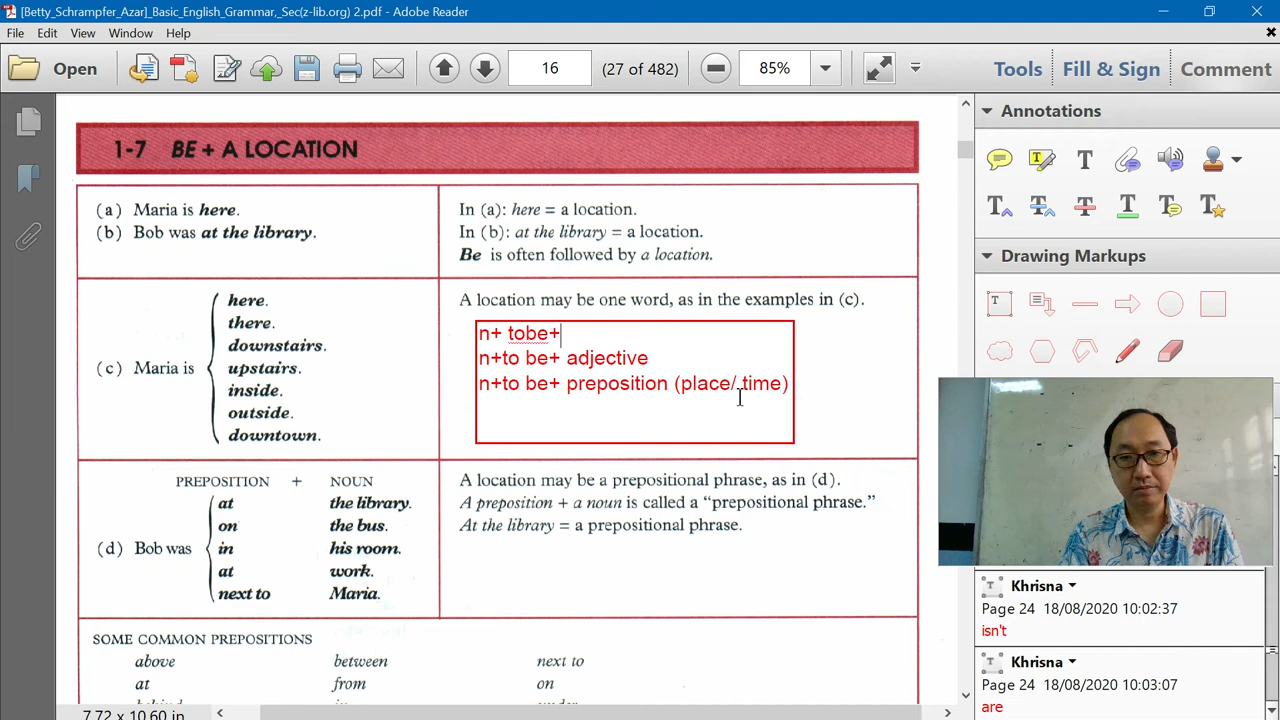 [Betty_Schrampfer_Azar]_Basic_English_Grammar,_Sec(z-lib.org) 2.pdf - Adobe Reader
File Edit View Window Help
Open 16 (27 of 482) 85% Tools Fill & Sign Comment
1-7 BE + A LOCATION
(a) Maria is here.
(b) Bob was at the library.
In (a): here = a location.
In (b): at the library = a location.
Be is often followed by a location.
(c) Maria is
here.
there.
downstairs.
upstairs.
inside.
outside.
downtown.
A location may be one word, as in the examples in (c).
n+ tobe+
n+to be+ adjective
n+to be+ preposition (place/ time)
PREPOSITION + NOUN
(d) Bob was
at the library.
on the bus.
in his room.
at work.
next to Maria.
A location may be a prepositional phrase, as in (d).
A preposition + a noun is called a “prepositional phrase.”
At the library = a prepositional phrase.
SOME COMMON PREPOSITIONS
above between next to
at from on
7.72 x 10.60 in
Annotations
Drawing Markups
Khrisna
Page 24 18/08/2020 10:02:37
isn't
Khrisna
Page 24 18/08/2020 10:03:07
are